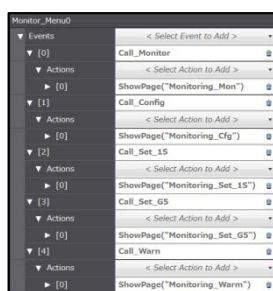 Monitor_Menu0
▼ Events < Select Event to Add >
▼ [0] Call_Monitor
▼ Actions < Select Action to Add >
► [0] ShowPage("Monitoring_Mon")
▼ [1] Call_Config
▼ Actions < Select Action to Add >
► [0] ShowPage("Monitoring_Cfg")
▼ [2] Call_Set_1S
▼ Actions < Select Action to Add >
► [0] ShowPage("Monitoring_Set_1S")
▼ [3] Call_Set_G5
▼ Actions < Select Action to Add >
► [0] ShowPage("Monitoring_Set_G5")
▼ [4] Call_Warn
▼ Actions < Select Action to Add >
► [0] ShowPage("Monitoring_Warm")